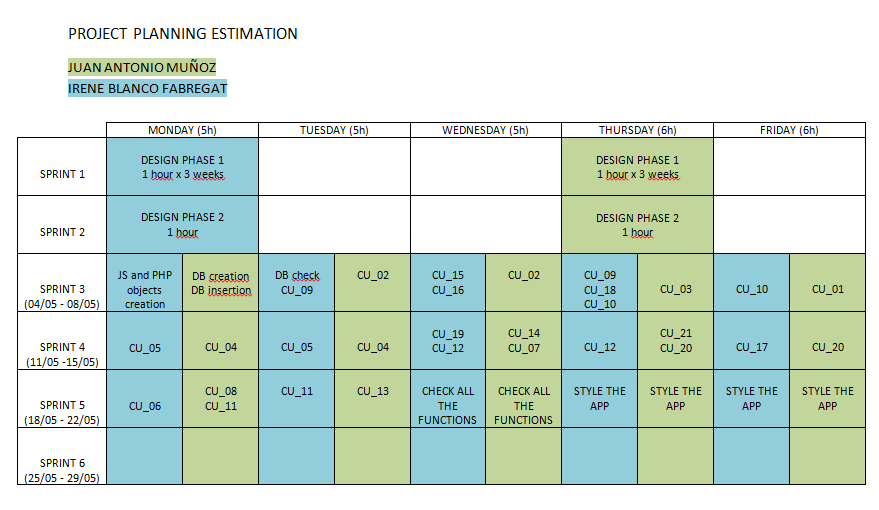 PROJECT PLANNING ESTIMATION
JUAN ANTONIO MUÑOZ
IRENE BLANCO FABREGAT
MONDAY (5h) TUESDAY (5h) WEDNESDAY (5h) THURSDAY (6h) FRIDAY (6h)
SPRINT 1
DESIGN PHASE 1
1 hour x 3 weeks
DESIGN PHASE 1
1 hour x 3 weeks
SPRINT 2
DESIGN PHASE 2
1 hour
DESIGN PHASE 2
1 hour
SPRINT 3
(04/05 - 08/05)
JS and PHP
objects
creation
DB creation
DB insertion
DB check
CU_09
CU_02
CU_15
CU_16
CU_02
CU_09
CU_18
CU_10
CU_03
CU_10
CU_01
SPRINT 4
(11/05 -15/05)
CU_05
CU_04
CU_05
CU_04
CU_19
CU_12
CU_14
CU_07
CU_12
CU_21
CU_20
CU_17
CU_20
SPRINT 5
(18/05 - 22/05)
CU_06
CU_08
CU_11
CU_11
CU_13
CHECK ALL
THE
FUNCTIONS
CHECK ALL
THE
FUNCTIONS
STYLE THE
APP
STYLE THE
APP
STYLE THE
APP
STYLE THE
APP
SPRINT 6
(25/05 - 29/05)